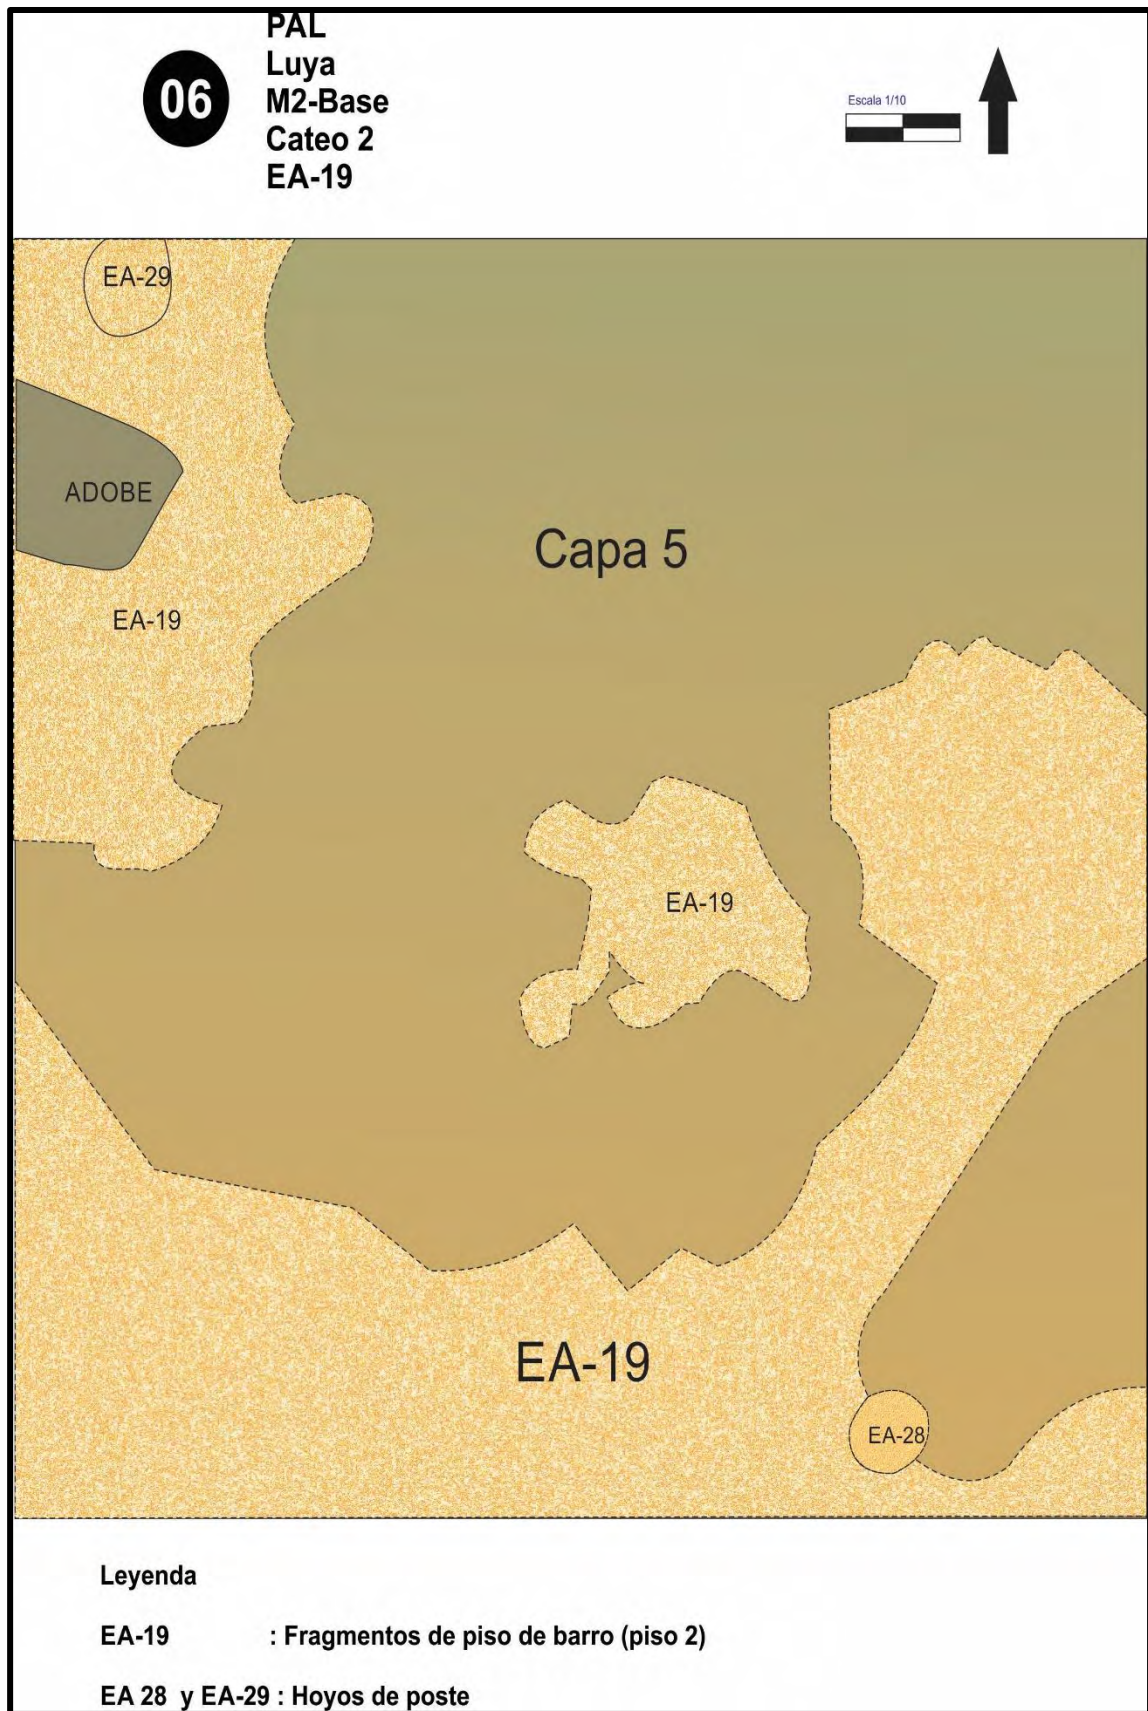 06
PAL
Luya
M2-Base
Cateo 2
EA-19
Escala 1/10
EA-29
ADOBE
Capa 5
EA-19
EA-19
EA-19
EA-28
Leyenda
EA-19 : Fragmentos de piso de barro (piso 2)
EA 28 y EA-29 : Hoyos de poste